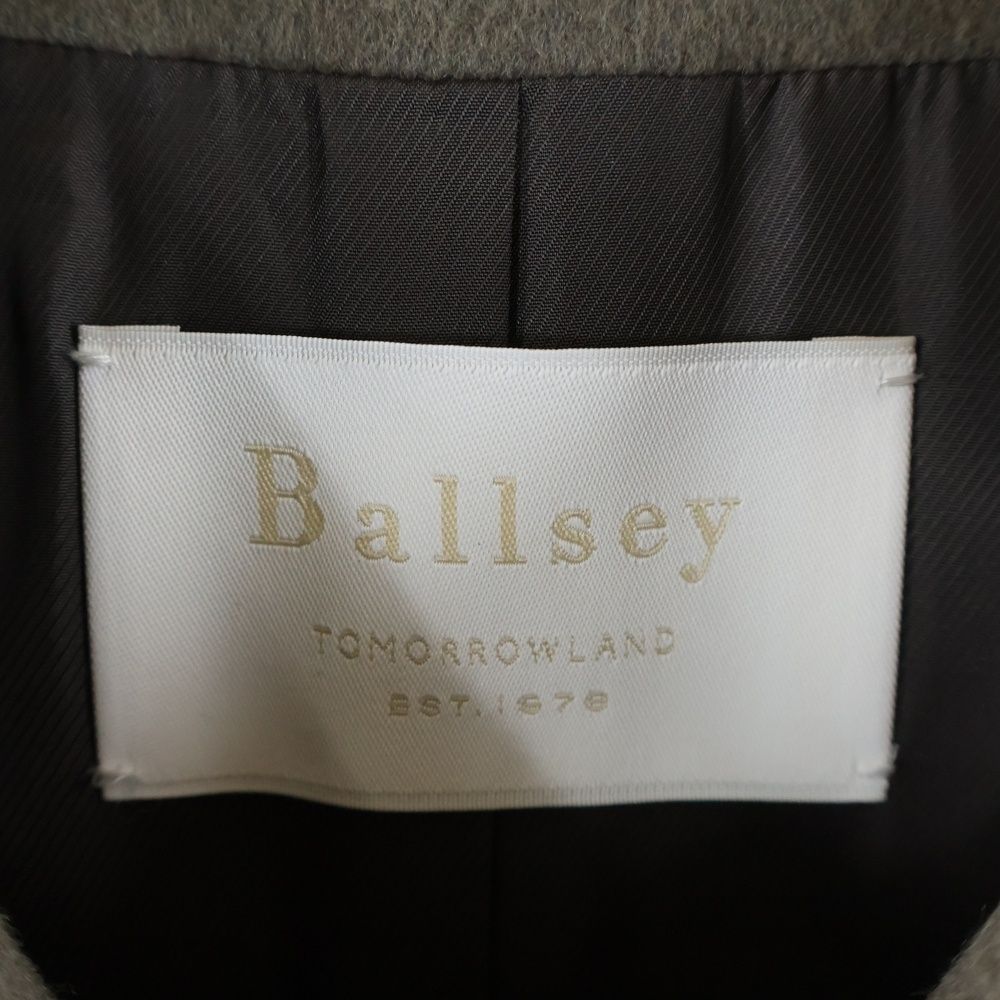 Ballsey
TOMORROWLAND
EST. 1978